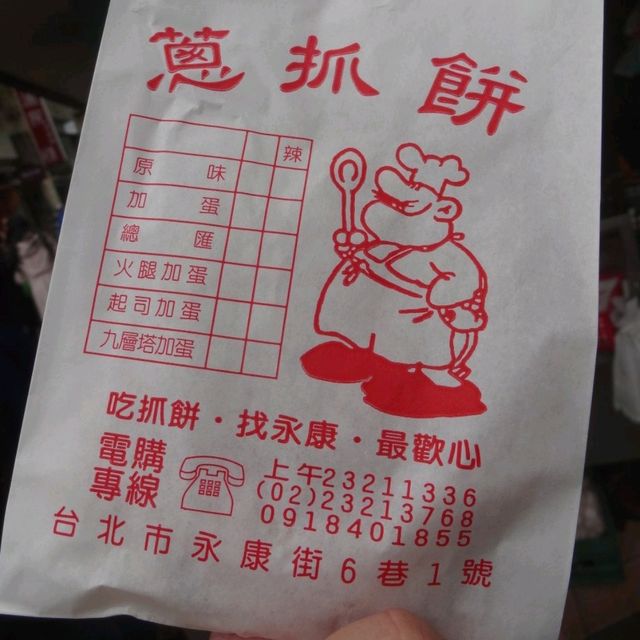 蔥抓餅
辣
原味
加蛋
總匯
火腿加蛋
起司加蛋
九層塔加蛋
吃抓餅·找永康·最歡心
電購專線
上午23211336
(02)23213768
0918401855
台北市永康街6巷1號